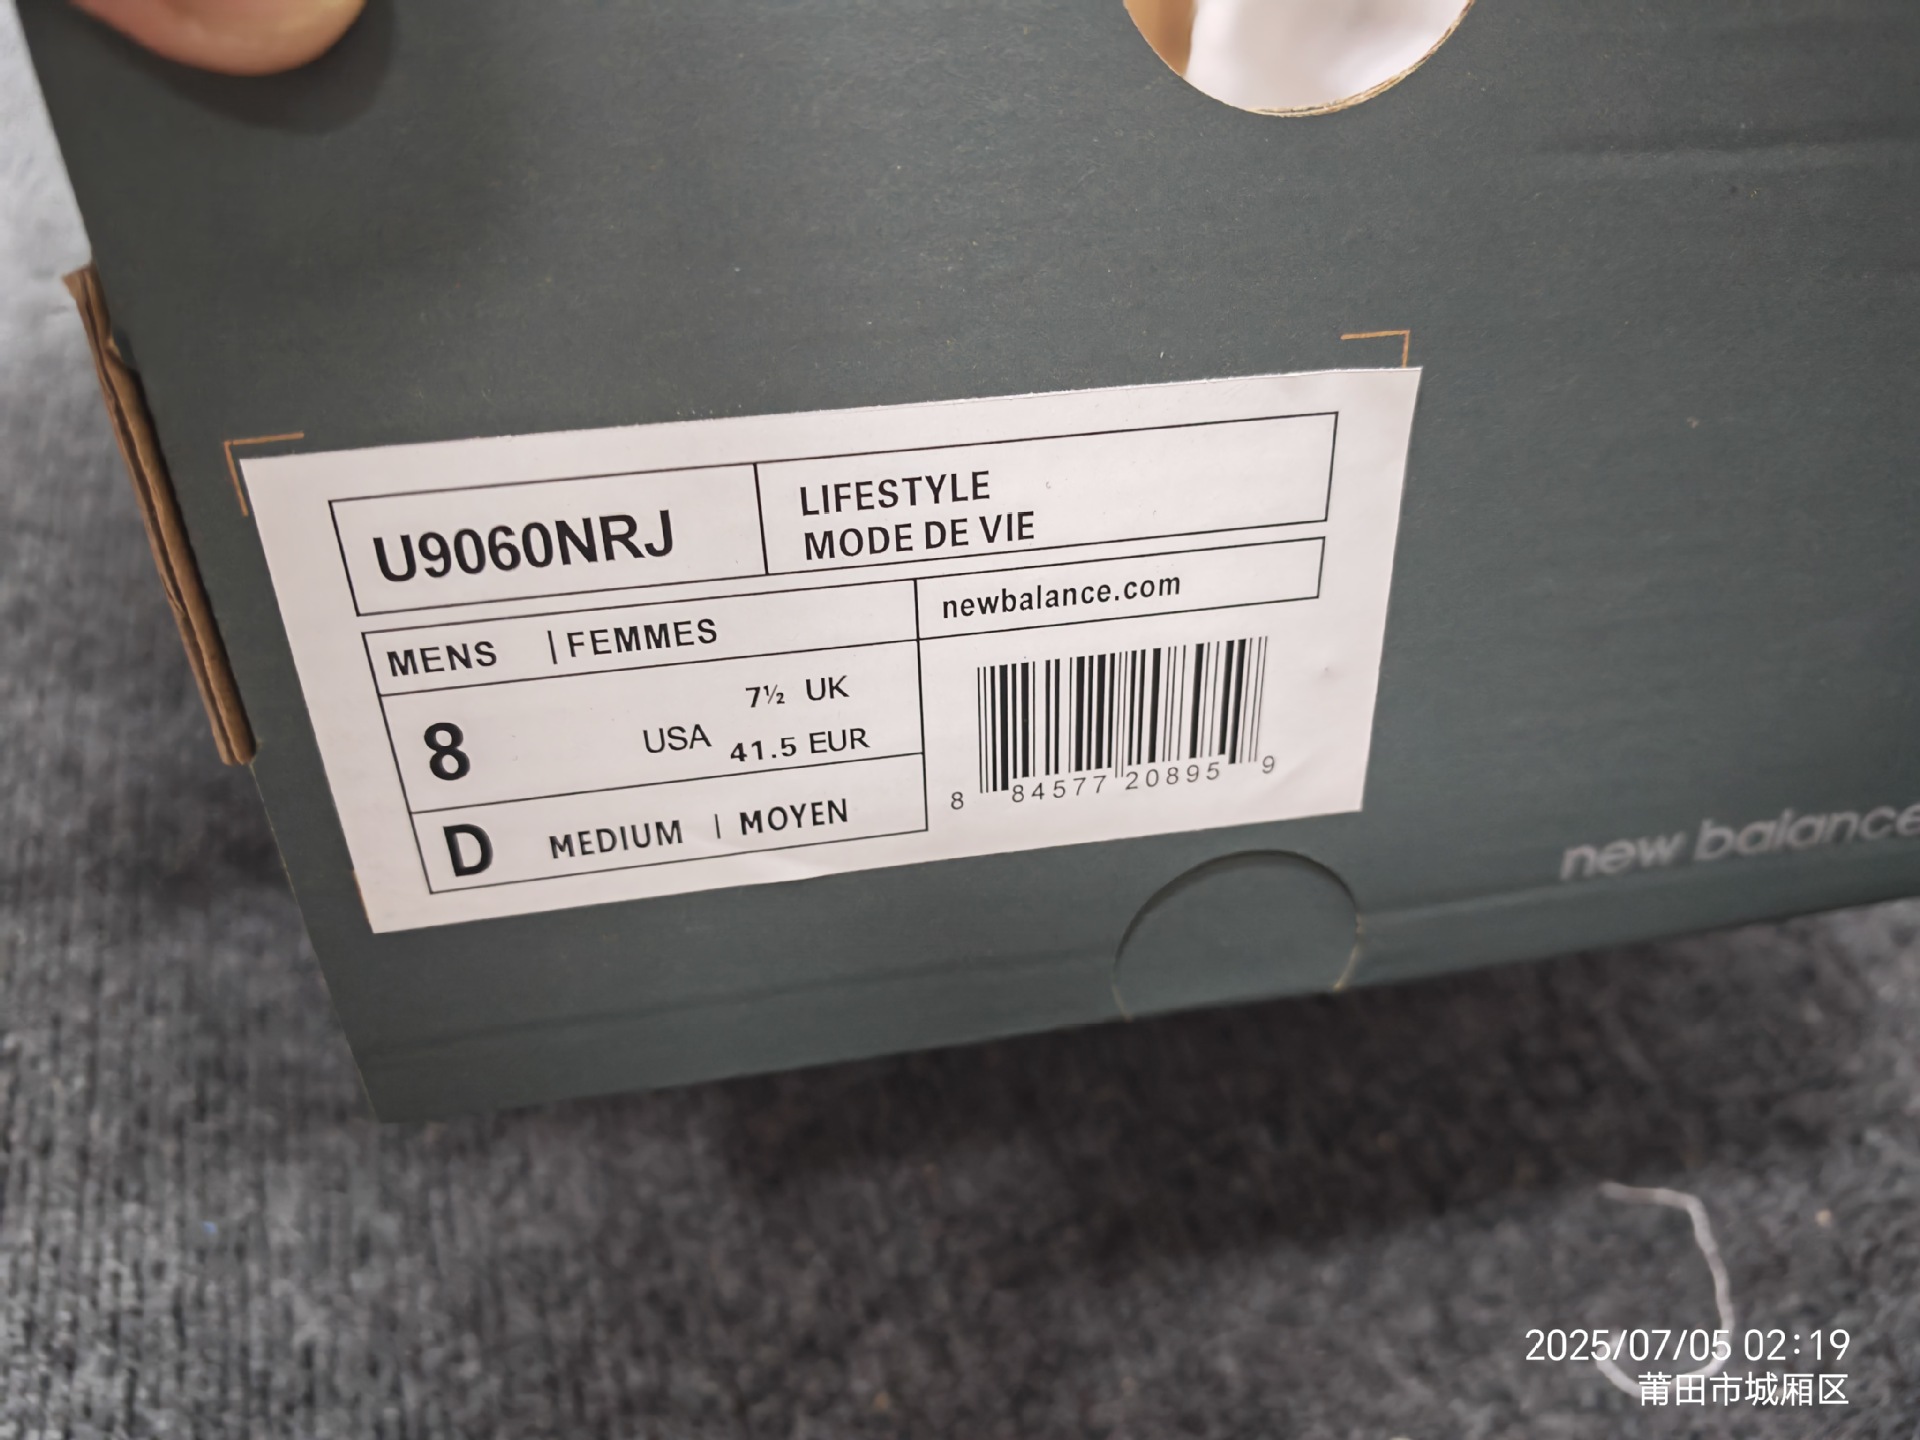 U9060NRJ
LIFESTYLE
MODE DE VIE
MENS | FEMMES
newbalance.com
8 USA 7½ UK
41.5 EUR
D MEDIUM | MOYEN
8 84577 20895 9
new balance
2025/07/05 02:19
莆田市城厢区